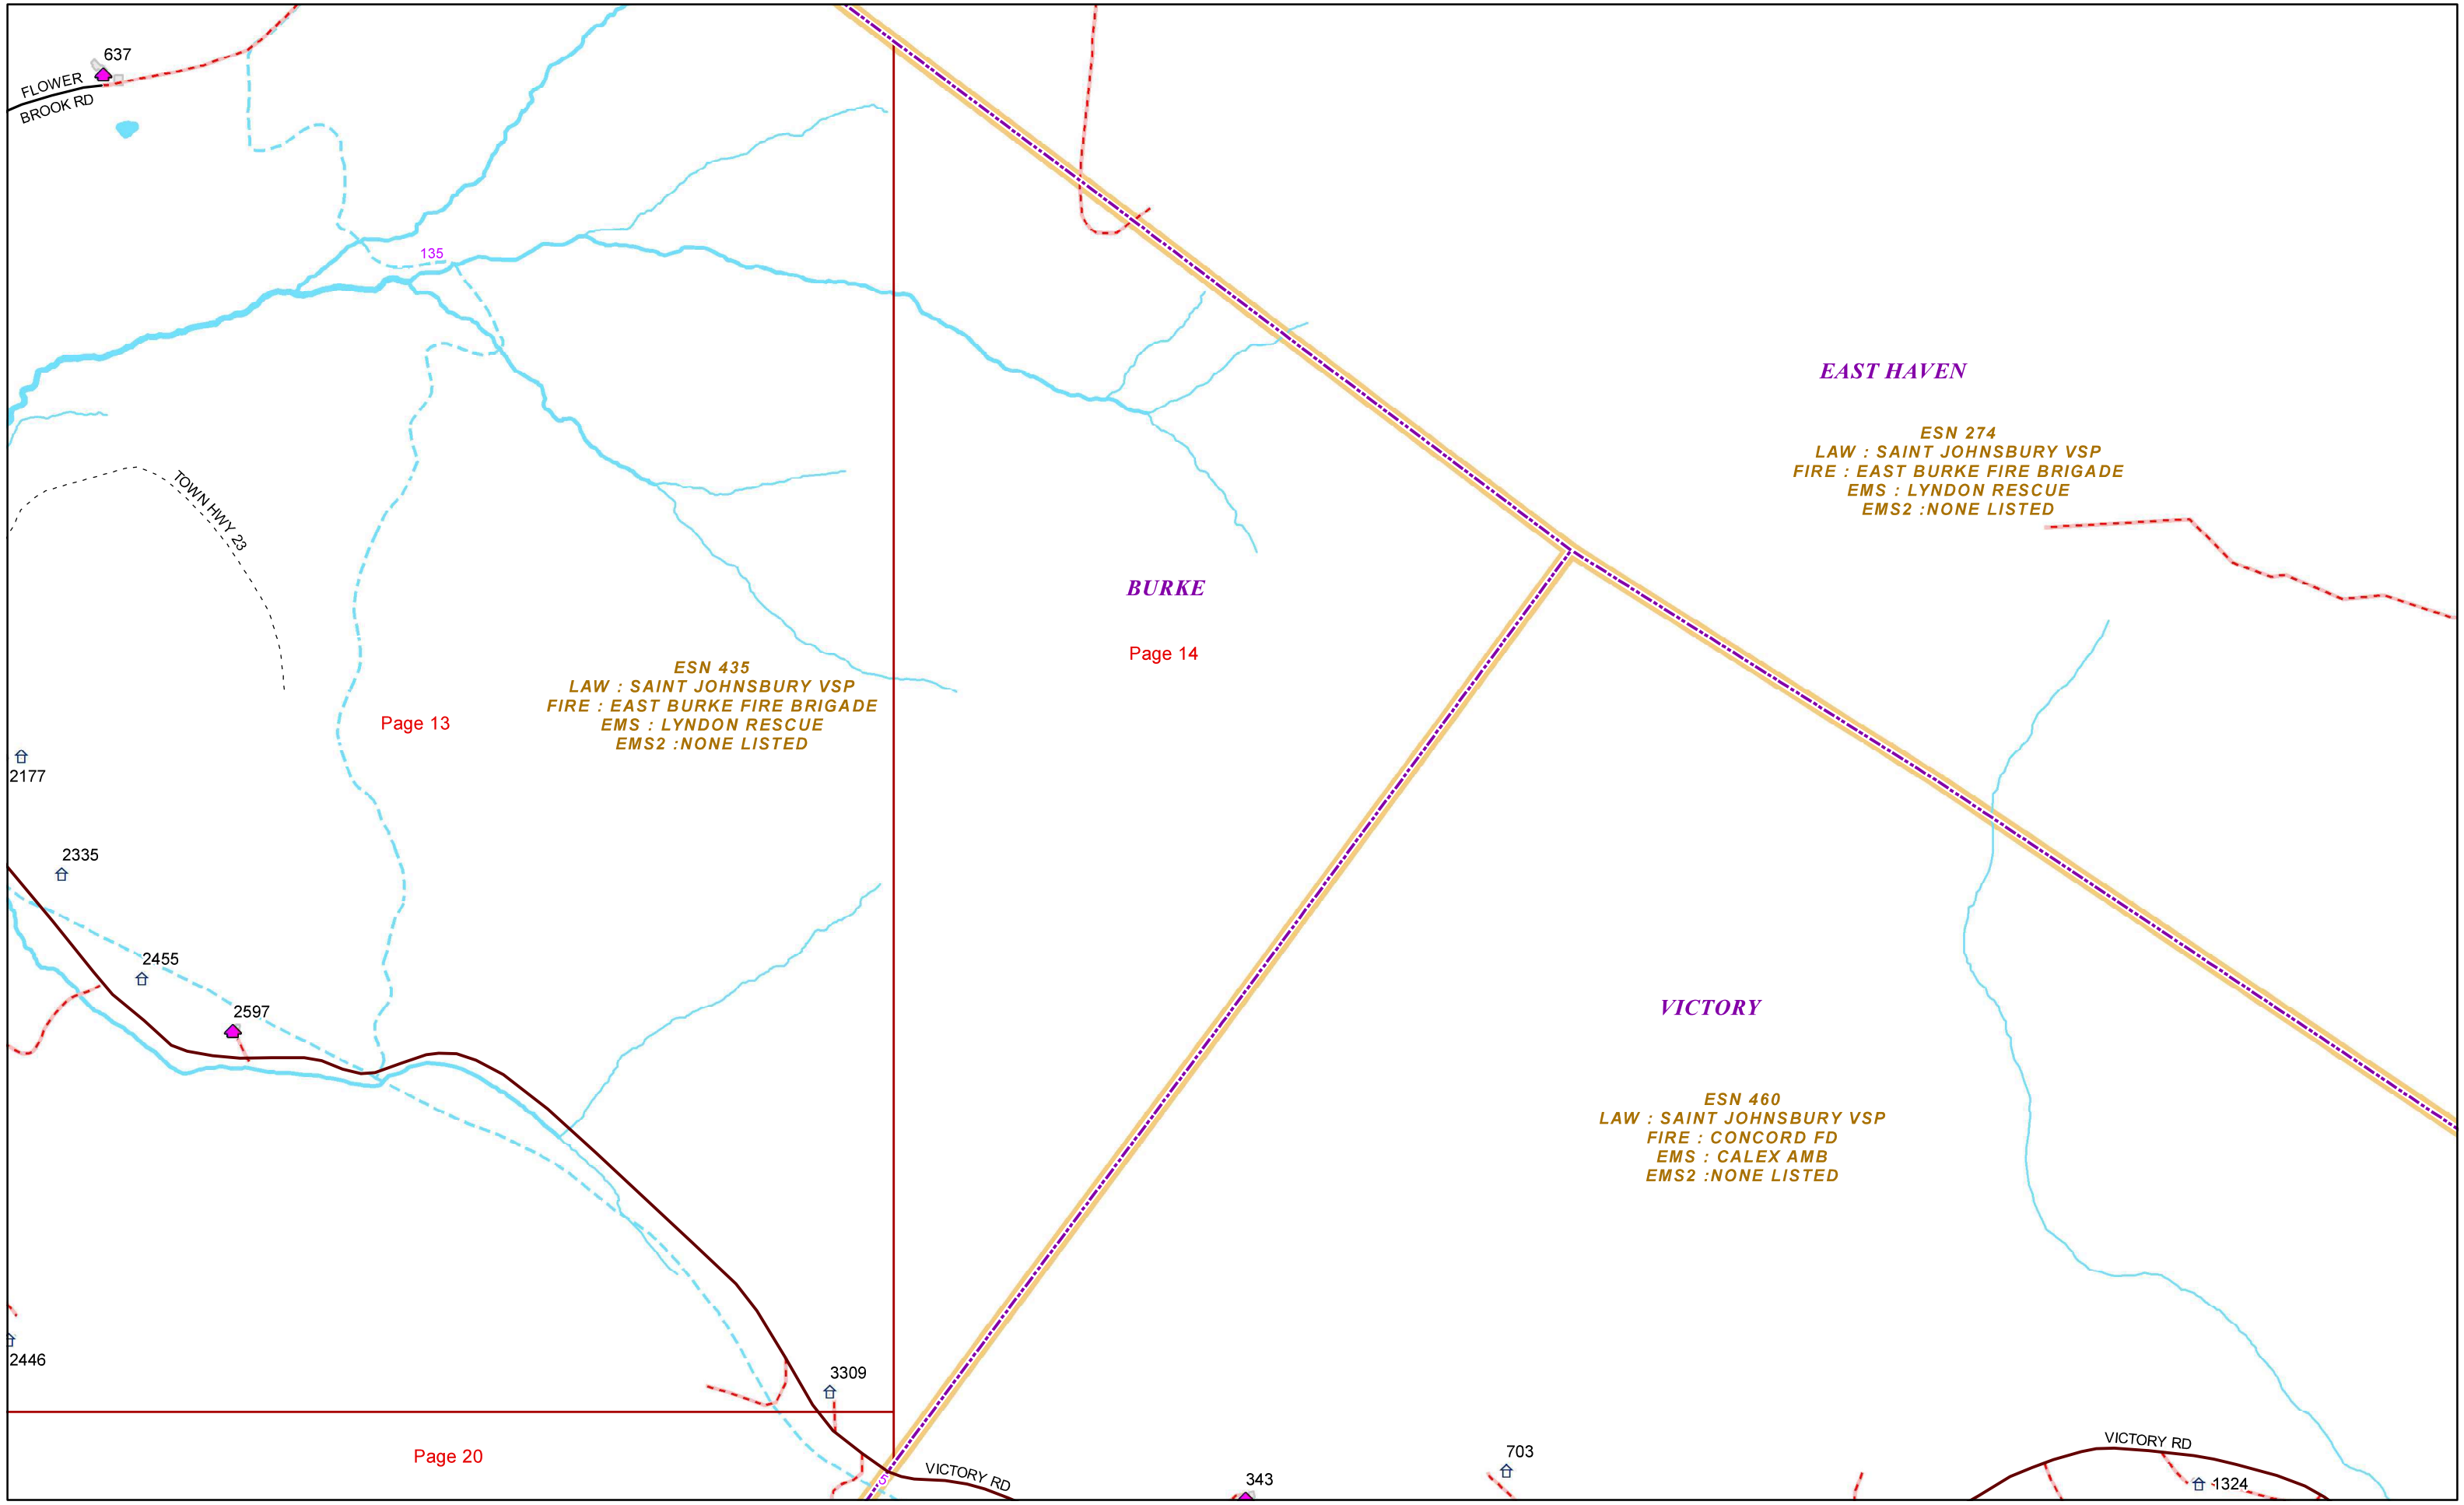 637
FLOWER
BROOK RD
135
EAST HAVEN
ESN 274
LAW : SAINT JOHNSBURY VSP
FIRE : EAST BURKE FIRE BRIGADE
EMS : LYNDON RESCUE
EMS2 :NONE LISTED
TOWN HWY 23
BURKE
Page 14
ESN 435
LAW : SAINT JOHNSBURY VSP
FIRE : EAST BURKE FIRE BRIGADE
EMS : LYNDON RESCUE
EMS2 :NONE LISTED
Page 13
2177
2335
2455
2597
VICTORY
ESN 460
LAW : SAINT JOHNSBURY VSP
FIRE : CONCORD FD
EMS : CALEX AMB
EMS2 :NONE LISTED
2446
3309
Page 20
VICTORY RD
5
343
703
VICTORY RD
1324